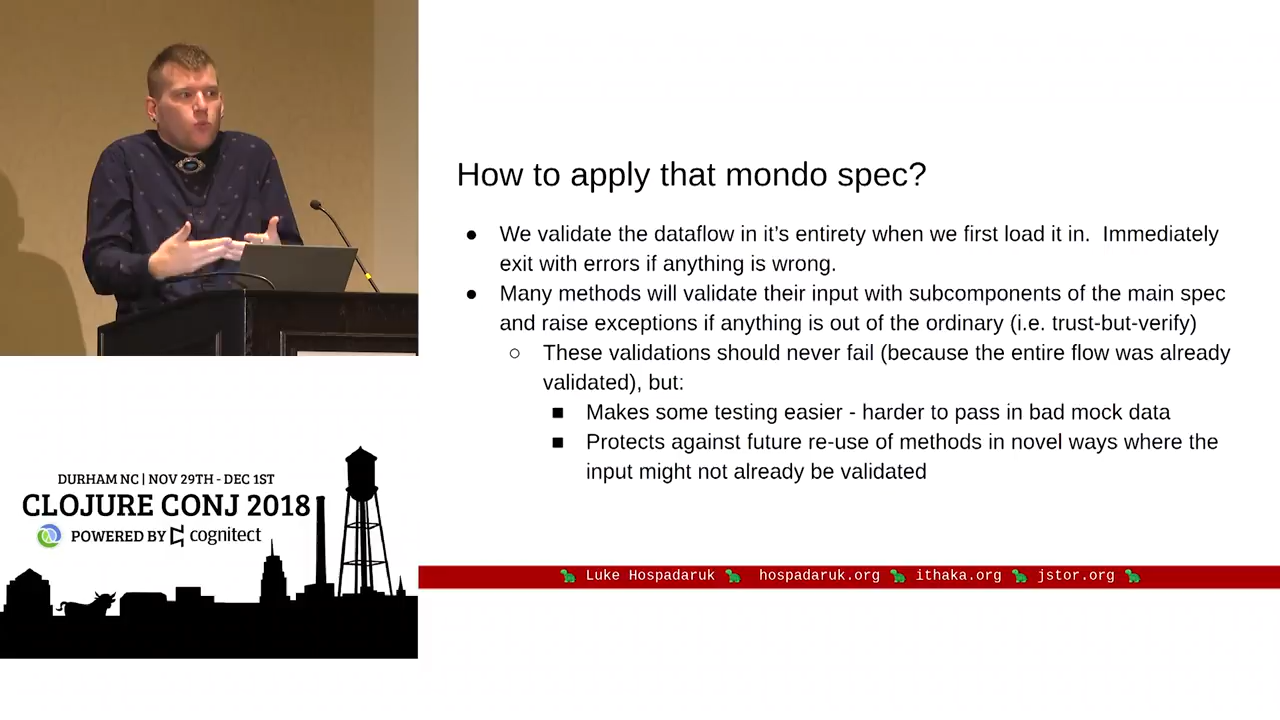 How to apply that mondo spec?
● We validate the dataflow in it's entirety when we first load it in.  Immediately
exit with errors if anything is wrong.
● Many methods will validate their input with subcomponents of the main spec
and raise exceptions if anything is out of the ordinary (i.e. trust-but-verify)
○ These validations should never fail (because the entire flow was already
validated), but:
■ Makes some testing easier - harder to pass in bad mock data
■ Protects against future re-use of methods in novel ways where the
input might not already be validated
DURHAM NC | NOV 29TH - DEC 1ST
CLOJURE CONJ 2018
POWERED BY cognitect
Luke Hospadaruk hospadaruk.org ithaka.org jstor.org